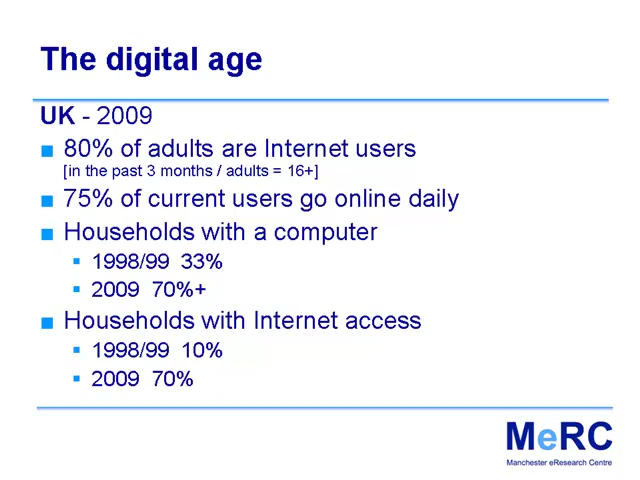 The digital age
UK - 2009
80% of adults are Internet users
[in the past 3 months / adults = 16+]
75% of current users go online daily
Households with a computer
1998/99 33%
2009 70%+
Households with Internet access
1998/99 10%
2009 70%
MeRC
Manchester eResearch Centre